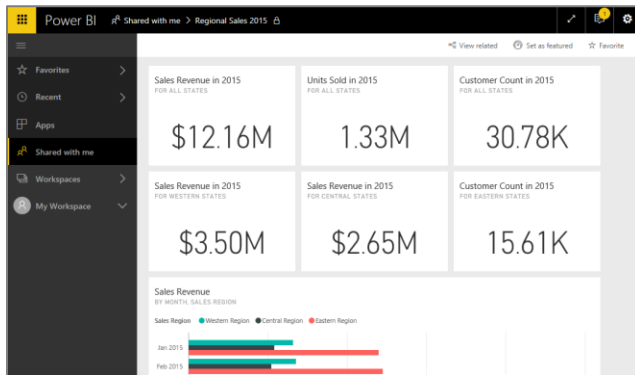 Power BI
Shared with me > Regional Sales 2015
1
View related
Set as featured
Favorite
Favorites
Recent
Apps
Shared with me
Workspaces
My Workspace
Sales Revenue in 2015
FOR ALL STATES
$12.16M
Units Sold in 2015
FOR ALL STATES
1.33M
Customer Count in 2015
FOR ALL STATES
30.78K
Sales Revenue in 2015
FOR WESTERN STATES
$3.50M
Sales Revenue in 2015
FOR CENTRAL STATES
$2.65M
Customer Count in 2015
FOR EASTERN STATES
15.61K
Sales Revenue
BY MONTH, SALES REGION
Sales Region Western Region Central Region Eastern Region
Jan 2015
Feb 2015